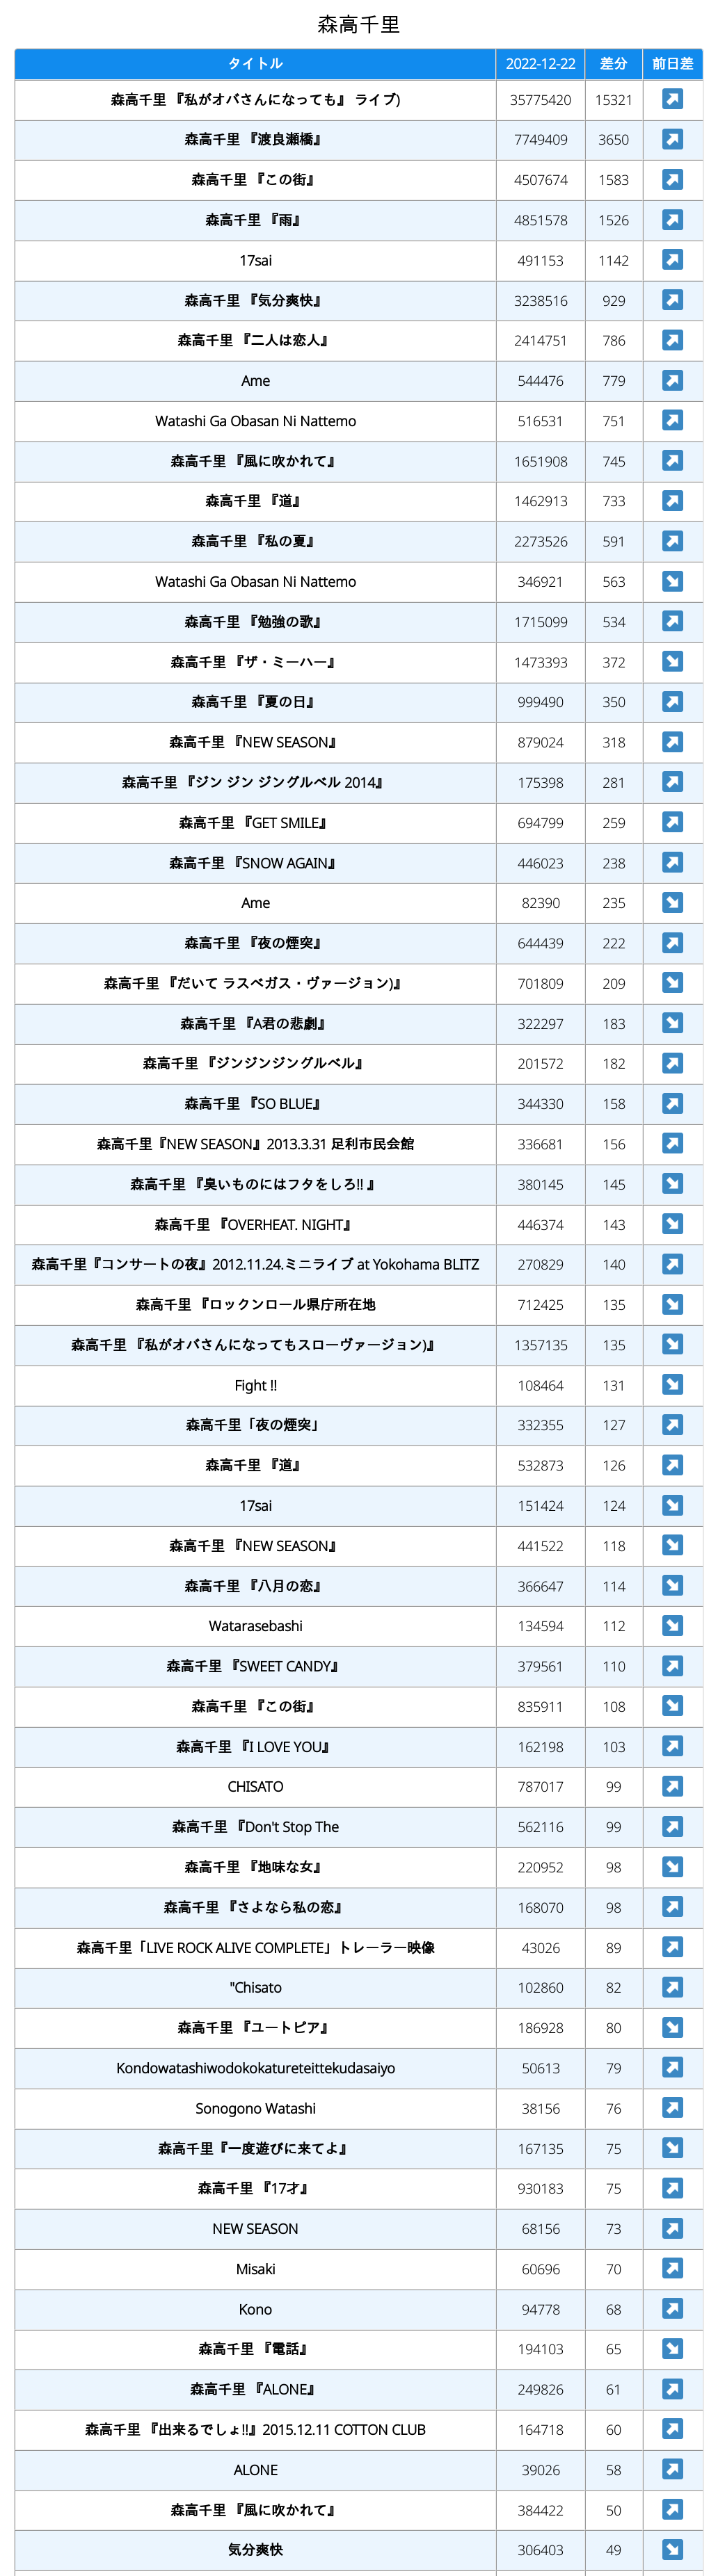 森高千里
タイトル 2022-12-22 差分 前日差
森高千里 『私がオバさんになっても』 ライブ) 35775420 15321
森高千里 『渡良瀬橋』 7749409 3650
森高千里 『この街』 4507674 1583
森高千里 『雨』 4851578 1526
17sai 491153 1142
森高千里 『気分爽快』 3238516 929
森高千里 『二人は恋人』 2414751 786
Ame 544476 779
Watashi Ga Obasan Ni Nattemo 516531 751
森高千里 『風に吹かれて』 1651908 745
森高千里 『道』 1462913 733
森高千里 『私の夏』 2273526 591
Watashi Ga Obasan Ni Nattemo 346921 563
森高千里 『勉強の歌』 1715099 534
森高千里 『ザ・ミーハー』 1473393 372
森高千里 『夏の日』 999490 350
森高千里 『NEW SEASON』 879024 318
森高千里 『ジン ジン ジングルベル 2014』 175398 281
森高千里 『GET SMILE』 694799 259
森高千里 『SNOW AGAIN』 446023 238
Ame 82390 235
森高千里 『夜の煙突』 644439 222
森高千里 『だいて ラスベガス・ヴァージョン)』 701809 209
森高千里 『A君の悲劇』 322297 183
森高千里 『ジンジンジングルベル』 201572 182
森高千里 『SO BLUE』 344330 158
森高千里『NEW SEASON』2013.3.31 足利市民会館 336681 156
森高千里 『臭いものにはフタをしろ!! 』 380145 145
森高千里 『OVERHEAT. NIGHT』 446374 143
森高千里『コンサートの夜』2012.11.24.ミニライブ at Yokohama BLITZ 270829 140
森高千里 『ロックンロール県庁所在地 712425 135
森高千里 『私がオバさんになってもスローヴァージョン)』 1357135 135
Fight !! 108464 131
森高千里「夜の煙突」 332355 127
森高千里 『道』 532873 126
17sai 151424 124
森高千里 『NEW SEASON』 441522 118
森高千里 『八月の恋』 366647 114
Watarasebashi 134594 112
森高千里 『SWEET CANDY』 379561 110
森高千里 『この街』 835911 108
森高千里 『I LOVE YOU』 162198 103
CHISATO 787017 99
森高千里 『Don't Stop The 562116 99
森高千里 『地味な女』 220952 98
森高千里 『さよなら私の恋』 168070 98
森高千里「LIVE ROCK ALIVE COMPLETE」トレーラー映像 43026 89
"Chisato 102860 82
森高千里 『ユートピア』 186928 80
Kondowatashiwodokokatureteittekudasaiyo 50613 79
Sonogono Watashi 38156 76
森高千里『一度遊びに来てよ』 167135 75
森高千里 『17才』 930183 75
NEW SEASON 68156 73
Misaki 60696 70
Kono 94778 68
森高千里 『電話』 194103 65
森高千里 『ALONE』 249826 61
森高千里 『出来るでしょ!!』2015.12.11 COTTON CLUB 164718 60
ALONE 39026 58
森高千里 『風に吹かれて』 384422 50
気分爽快 306403 49